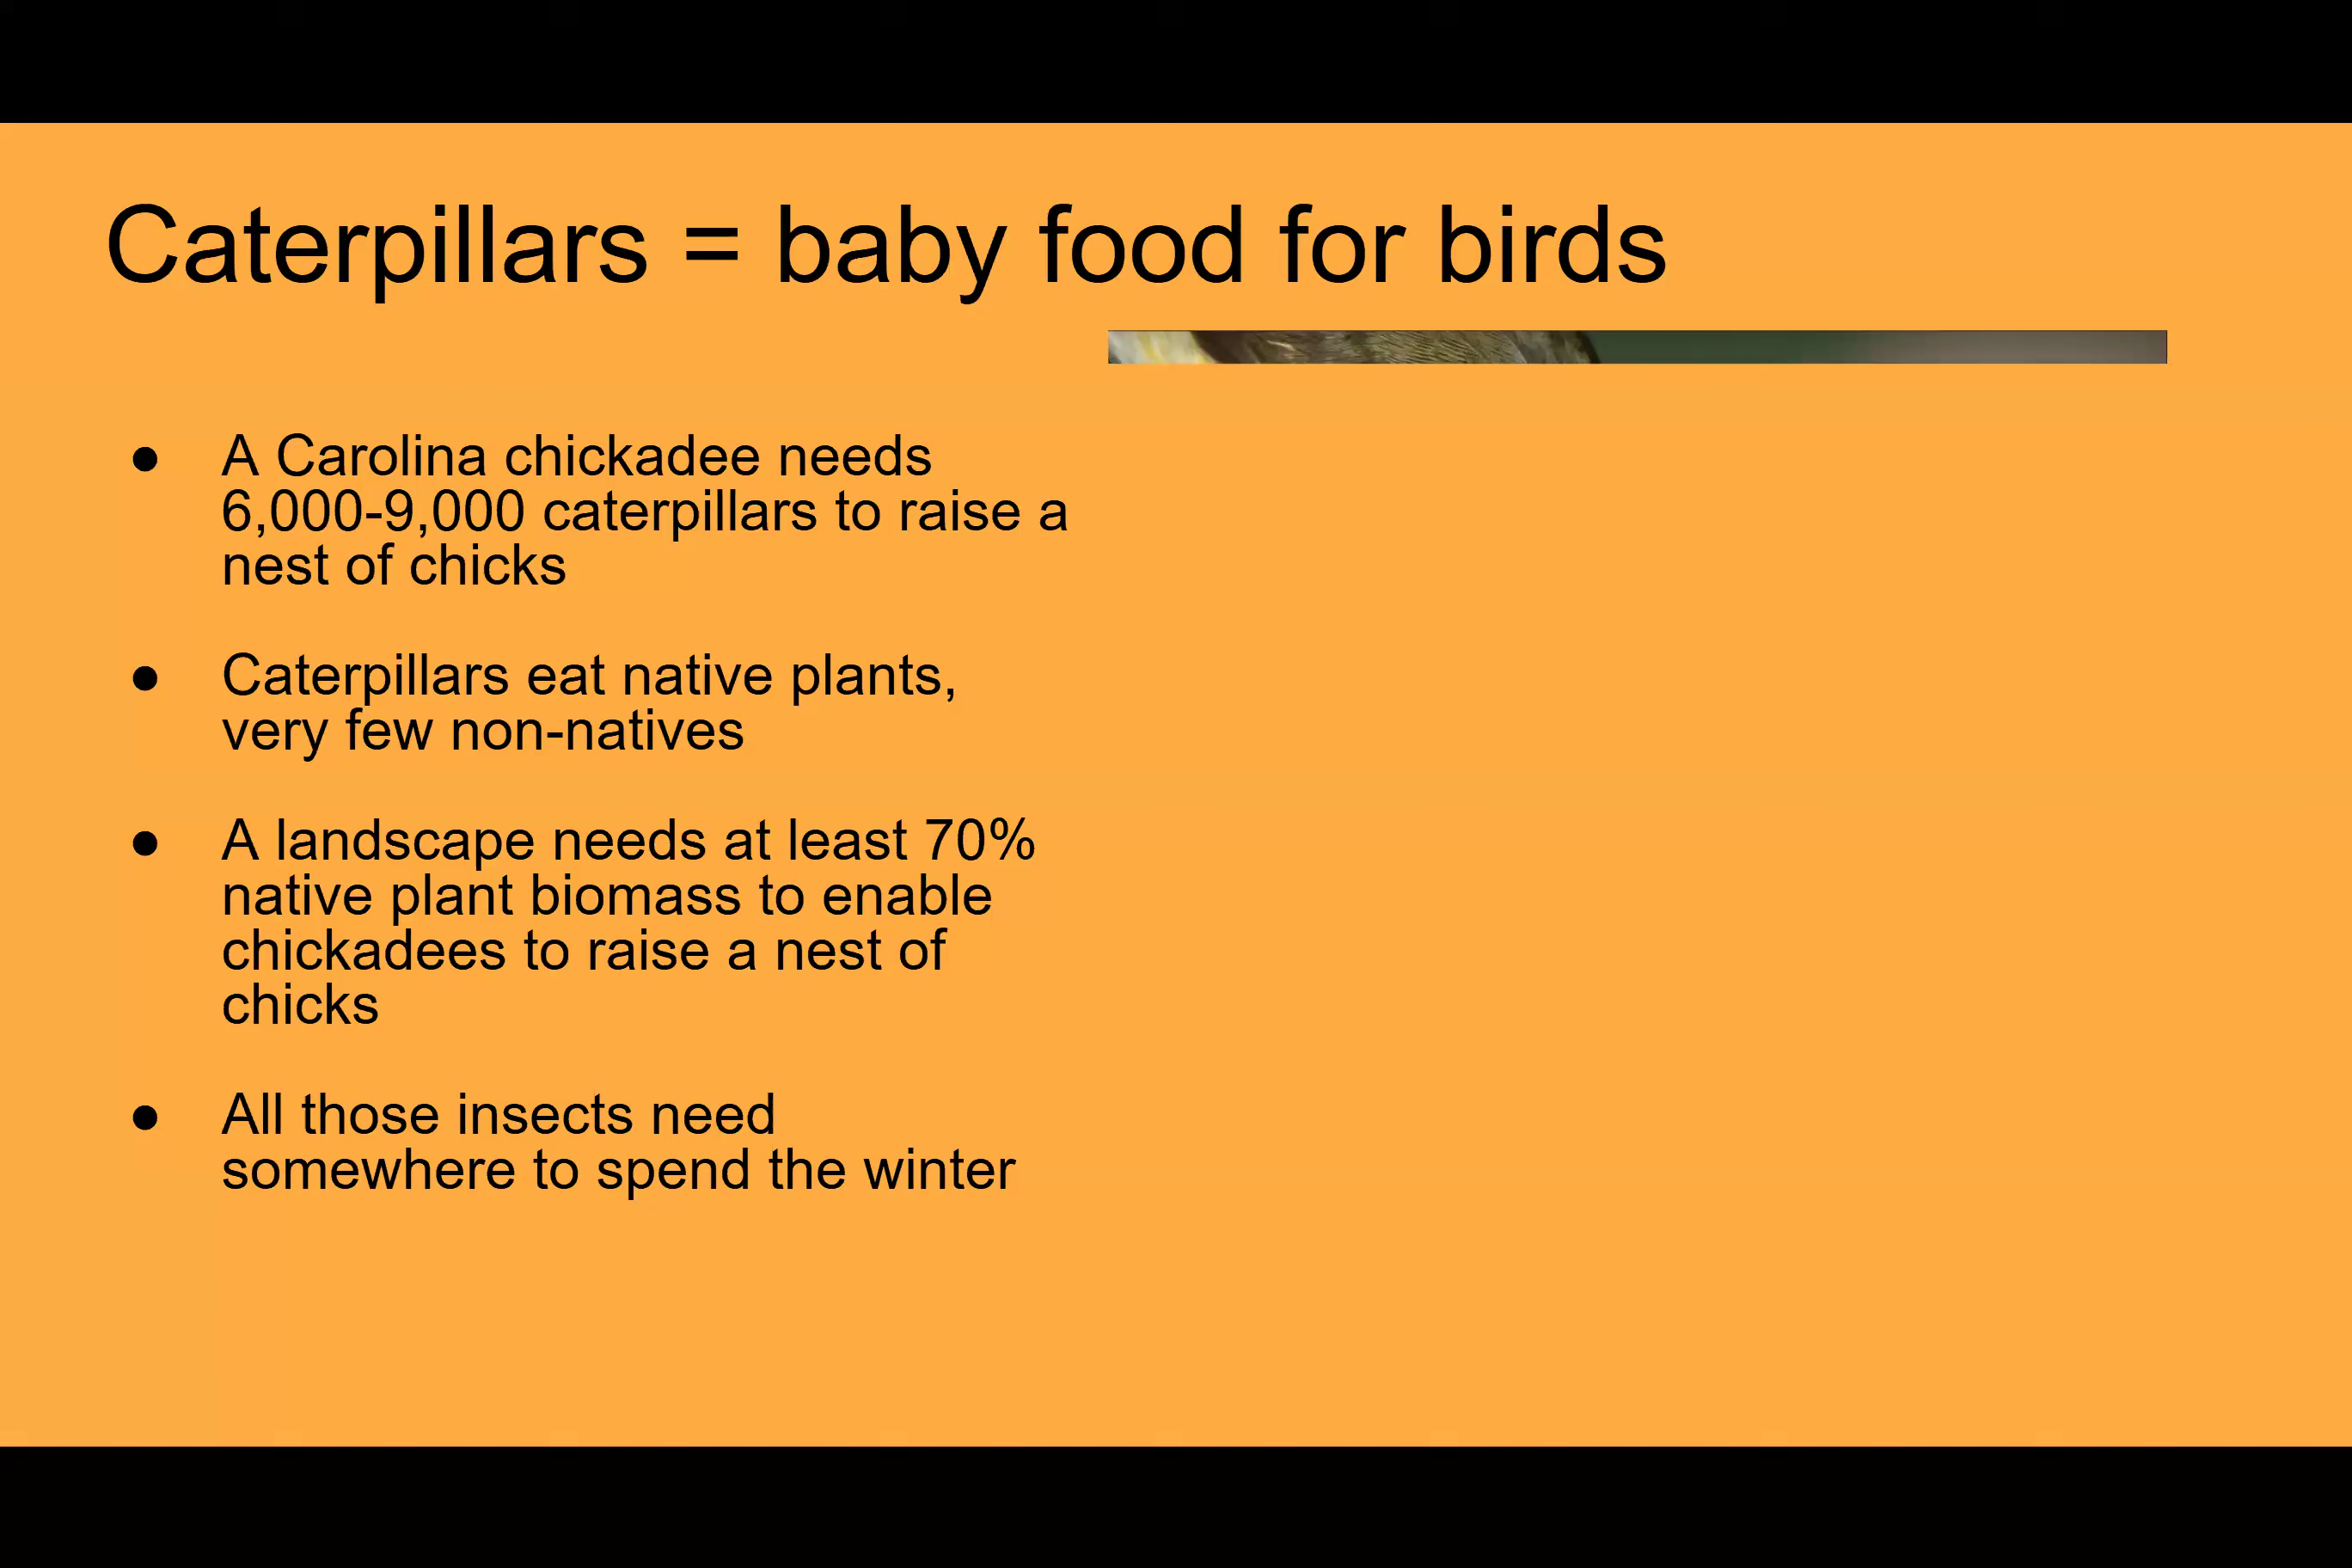 Caterpillars = baby food for birds
● A Carolina chickadee needs
6,000-9,000 caterpillars to raise a
nest of chicks
● Caterpillars eat native plants,
very few non-natives
● A landscape needs at least 70%
native plant biomass to enable
chickadees to raise a nest of
chicks
● All those insects need
somewhere to spend the winter